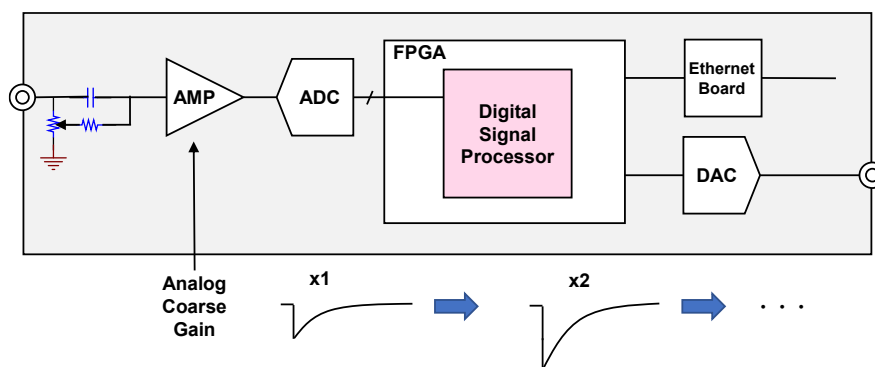 FPGA
AMP
ADC
Digital
Signal
Processor
Ethernet
Board
DAC
Analog
Coarse
Gain
x1
x2
. . .